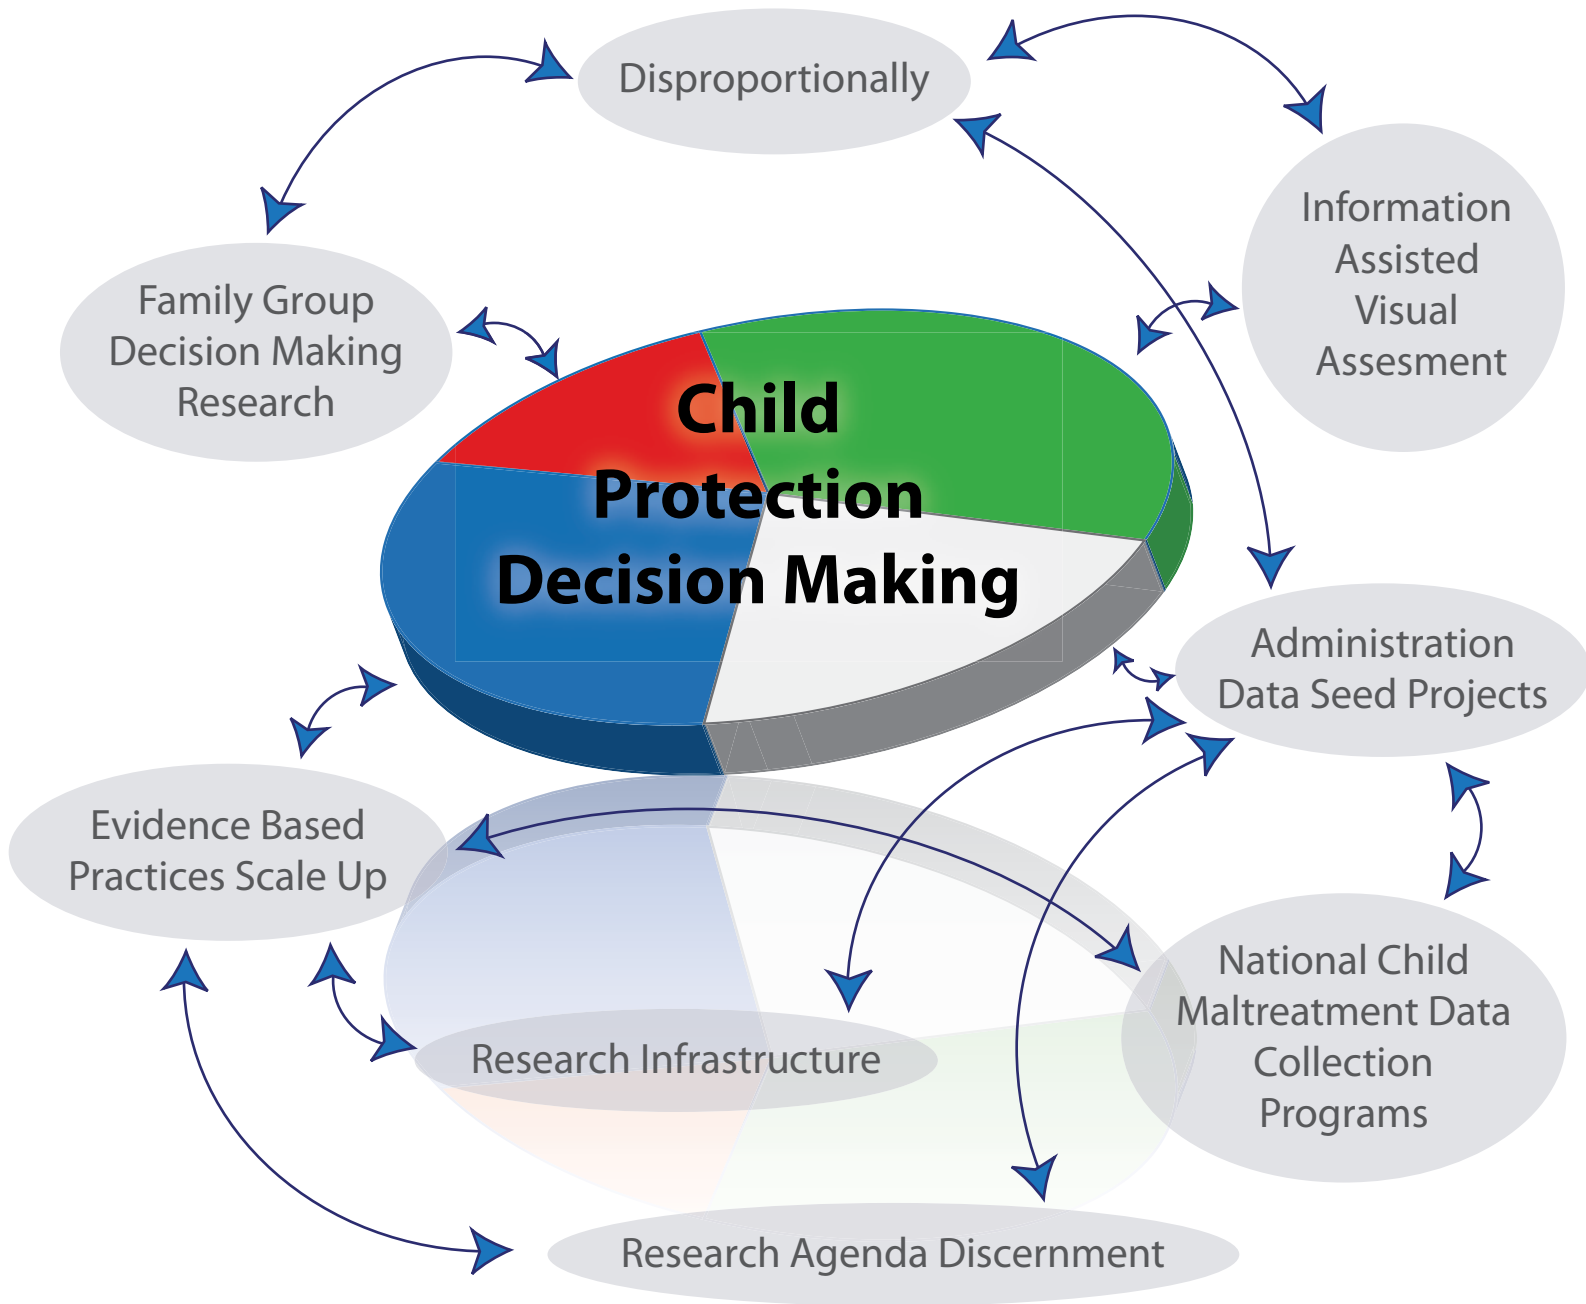 Disproportionally
Information
Assisted
Visual
Assesment
Family Group
Decision Making
Research
Child
Protection
Decision Making
Administration
Data Seed Projects
Evidence Based
Practices Scale Up
National Child
Maltreatment Data
Collection
Programs
Research Infrastructure
Research Agenda Discernment